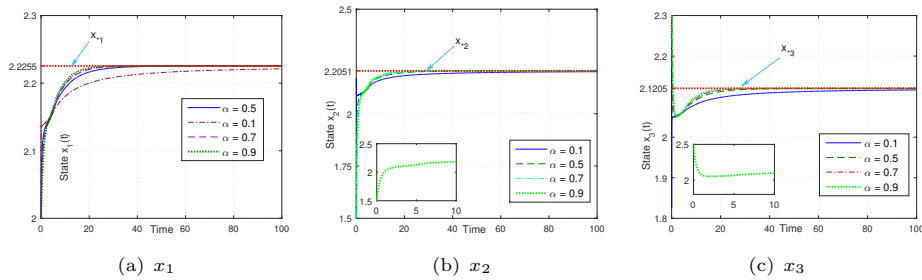 2.3
2.2255
2.2
2.1
2
x*1
State x1(t)
α = 0.5
α = 0.1
α = 0.7
α = 0.9
0 20 40 60 80 100
Time
(a) x1
2.5
2.2051
2
1.75
1.5
x*2
State x2(t)
2.5
2
1.5
0 5 10
α = 0.1
α = 0.5
α = 0.7
α = 0.9
0 20 40 60 80 100
Time
(b) x2
2.3
2.2
2.1205
2
1.9
1.8
x*3
State x3(t)
2.5
2
0 5 10
α = 0.1
α = 0.5
α = 0.7
α = 0.9
0 20 40 60 80 100
Time
(c) x3